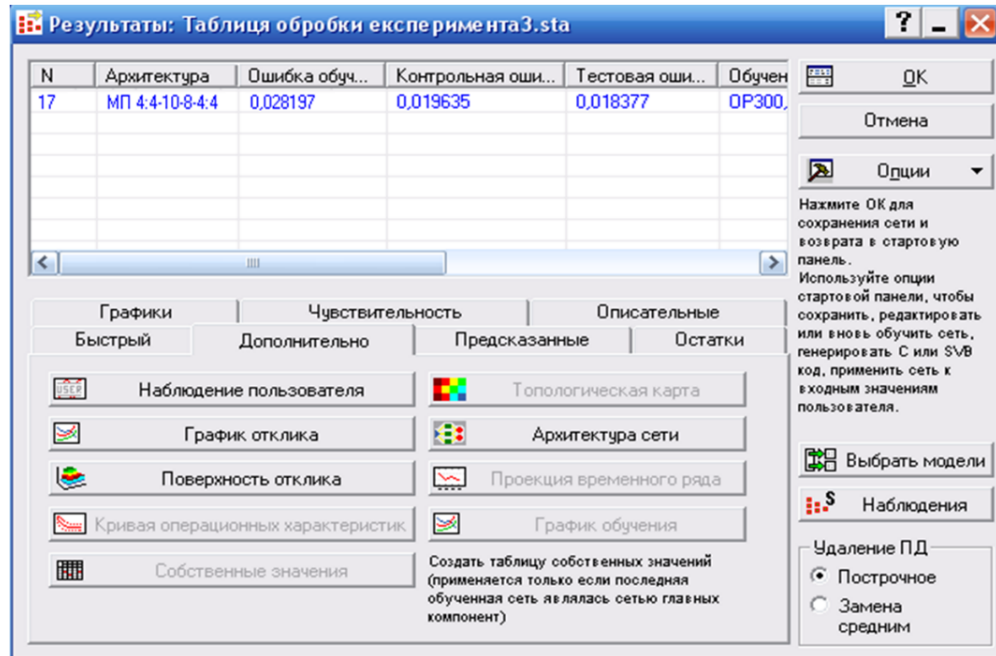 Результаты: Таблиця обробки експеримента3.sta
N Архитектура Ошибка обуч... Контрольная оши... Тестовая оши... Обучен
17 МП 4:4-10-8-4:4 0,028197 0,019635 0,018377 ОР300,
OK
Отмена
Опции
Нажмите OK для
сохранения сети и
возврата в стартовую
панель.
Используйте опции
стартовой панели, чтобы
сохранить, редактировать
или вновь обучить сеть,
генерировать C или SVB
код, применить сеть к
входным значениям
пользователя.
Графики Чувствительность Описательные
Быстрый Дополнительно Предсказанные Остатки
USER
Наблюдение пользователя
Топологическая карта
График отклика
Архитектура сети
Поверхность отклика
Проекция временного ряда
Кривая операционных характеристик
График обучения
Собственные значения
Создать таблицу собственных значений
(применяется только если последняя
обученная сеть являлась сетью главных
компонент)
Выбрать модели
S
Наблюдения
Удаление ПД
Построчное
Замена
средним